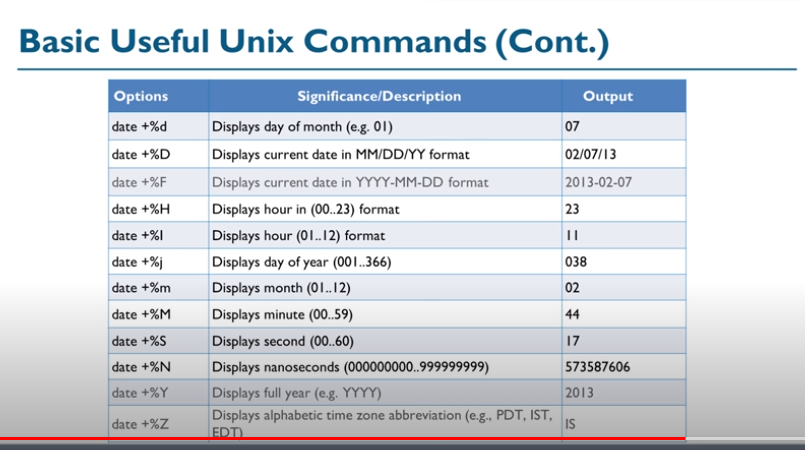 Basic Useful Unix Commands (Cont.)
Options Significance/Description Output
date +%d Displays day of month (e.g. 01) 07
date +%D Displays current date in MM/DD/YY format 02/07/13
date +%F Displays current date in YYYY-MM-DD format 2013-02-07
date +%H Displays hour in (00..23) format 23
date +%I Displays hour (01..12) format 11
date +%j Displays day of year (001..366) 038
date +%m Displays month (01..12) 02
date +%M Displays minute (00..59) 44
date +%S Displays second (00..60) 17
date +%N Displays nanoseconds (000000000..999999999) 573587606
date +%Y Displays full year (e.g. YYYY) 2013
date +%Z Displays alphabetic time zone abbreviation (e.g., PDT, IST, IS
EDT)